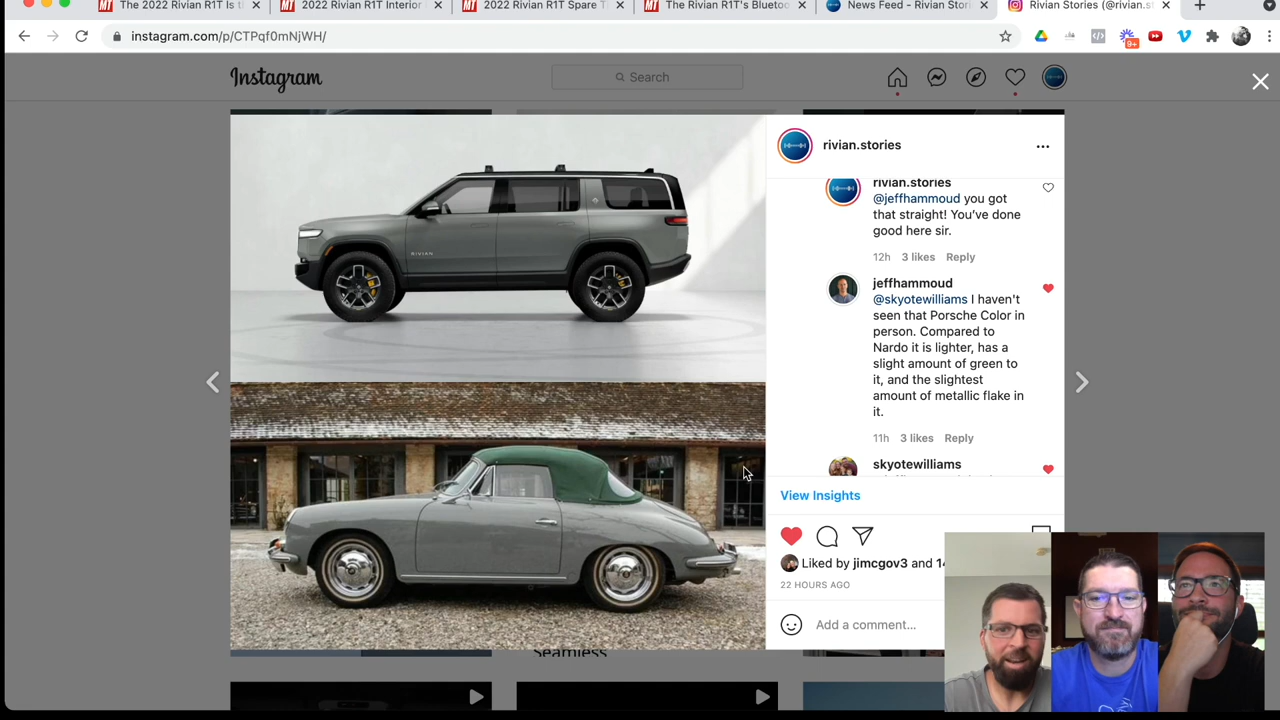 The 2022 Rivian R1T Is t
2022 Rivian R1T Interior
2022 Rivian R1T Spare T
The Rivian R1T's Bluetoo
News Feed - Rivian Stori
Rivian Stories (@rivian.st
instagram.com/p/CTPqf0mNjWH/
9+
Instagram
Search
rivian.stories
rivian.stories
@jeffhammoud you got
that straight! You've done
good here sir.
12h 3 likes Reply
jeffhammoud
@skyotewilliams I haven't
seen that Porsche Color in
person. Compared to
Nardo it is lighter, has a
slight amount of green to
it, and the slightest
amount of metallic flake in
it.
11h 3 likes Reply
skyotewilliams
View Insights
Liked by jimcgov3 and 14
22 HOURS AGO
Add a comment...
RIVIAN
Seamless